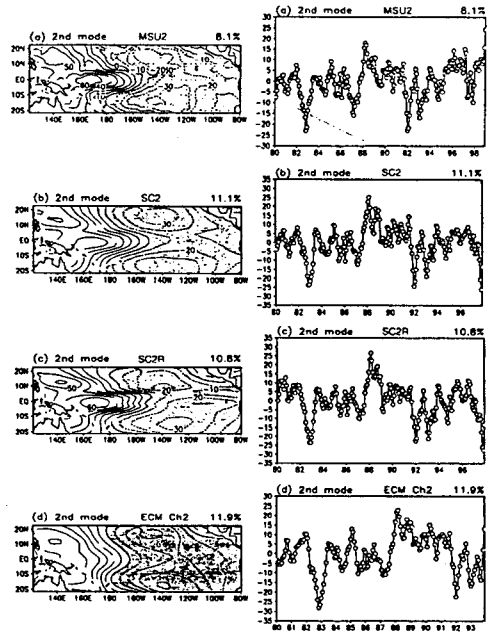 (a) 2nd mode MSU2 8.1%
20N
10N
EQ
10S
20S
140E 160E 180 160W 140W 120W 100W 80W
(a) 2nd mode MSU2 8.1%
30
25
20
15
10
5
0
-5
-10
-15
-20
-25
-30
80 82 84 86 88 90 92 94 96 98
(b) 2nd mode SC2 11.1%
20N
10N
EQ
10S
20S
140E 160E 180 160W 140W 120W 100W 80W
(b) 2nd mode SC2 11.1%
35
30
25
20
15
10
5
0
-5
-10
-15
-20
-25
-30
-35
80 82 84 86 88 90 92 94 96
(c) 2nd mode SC2R 10.8%
20N
10N
EQ
10S
20S
140E 160E 180 160W 140W 120W 100W 80W
(c) 2nd mode SC2R 10.8%
35
30
25
20
15
10
5
0
-5
-10
-15
-20
-25
-30
-35
80 82 84 86 88 90 92 94 96
(d) 2nd mode ECM Ch2 11.9%
20N
10N
EQ
10S
20S
140E 160E 180 160W 140W 120W 100W 80W
(d) 2nd mode ECM Ch2 11.9%
30
25
20
15
10
5
0
-5
-10
-15
-20
-25
-30
-35
80 81 82 83 84 85 86 87 88 89 90 91 92 93